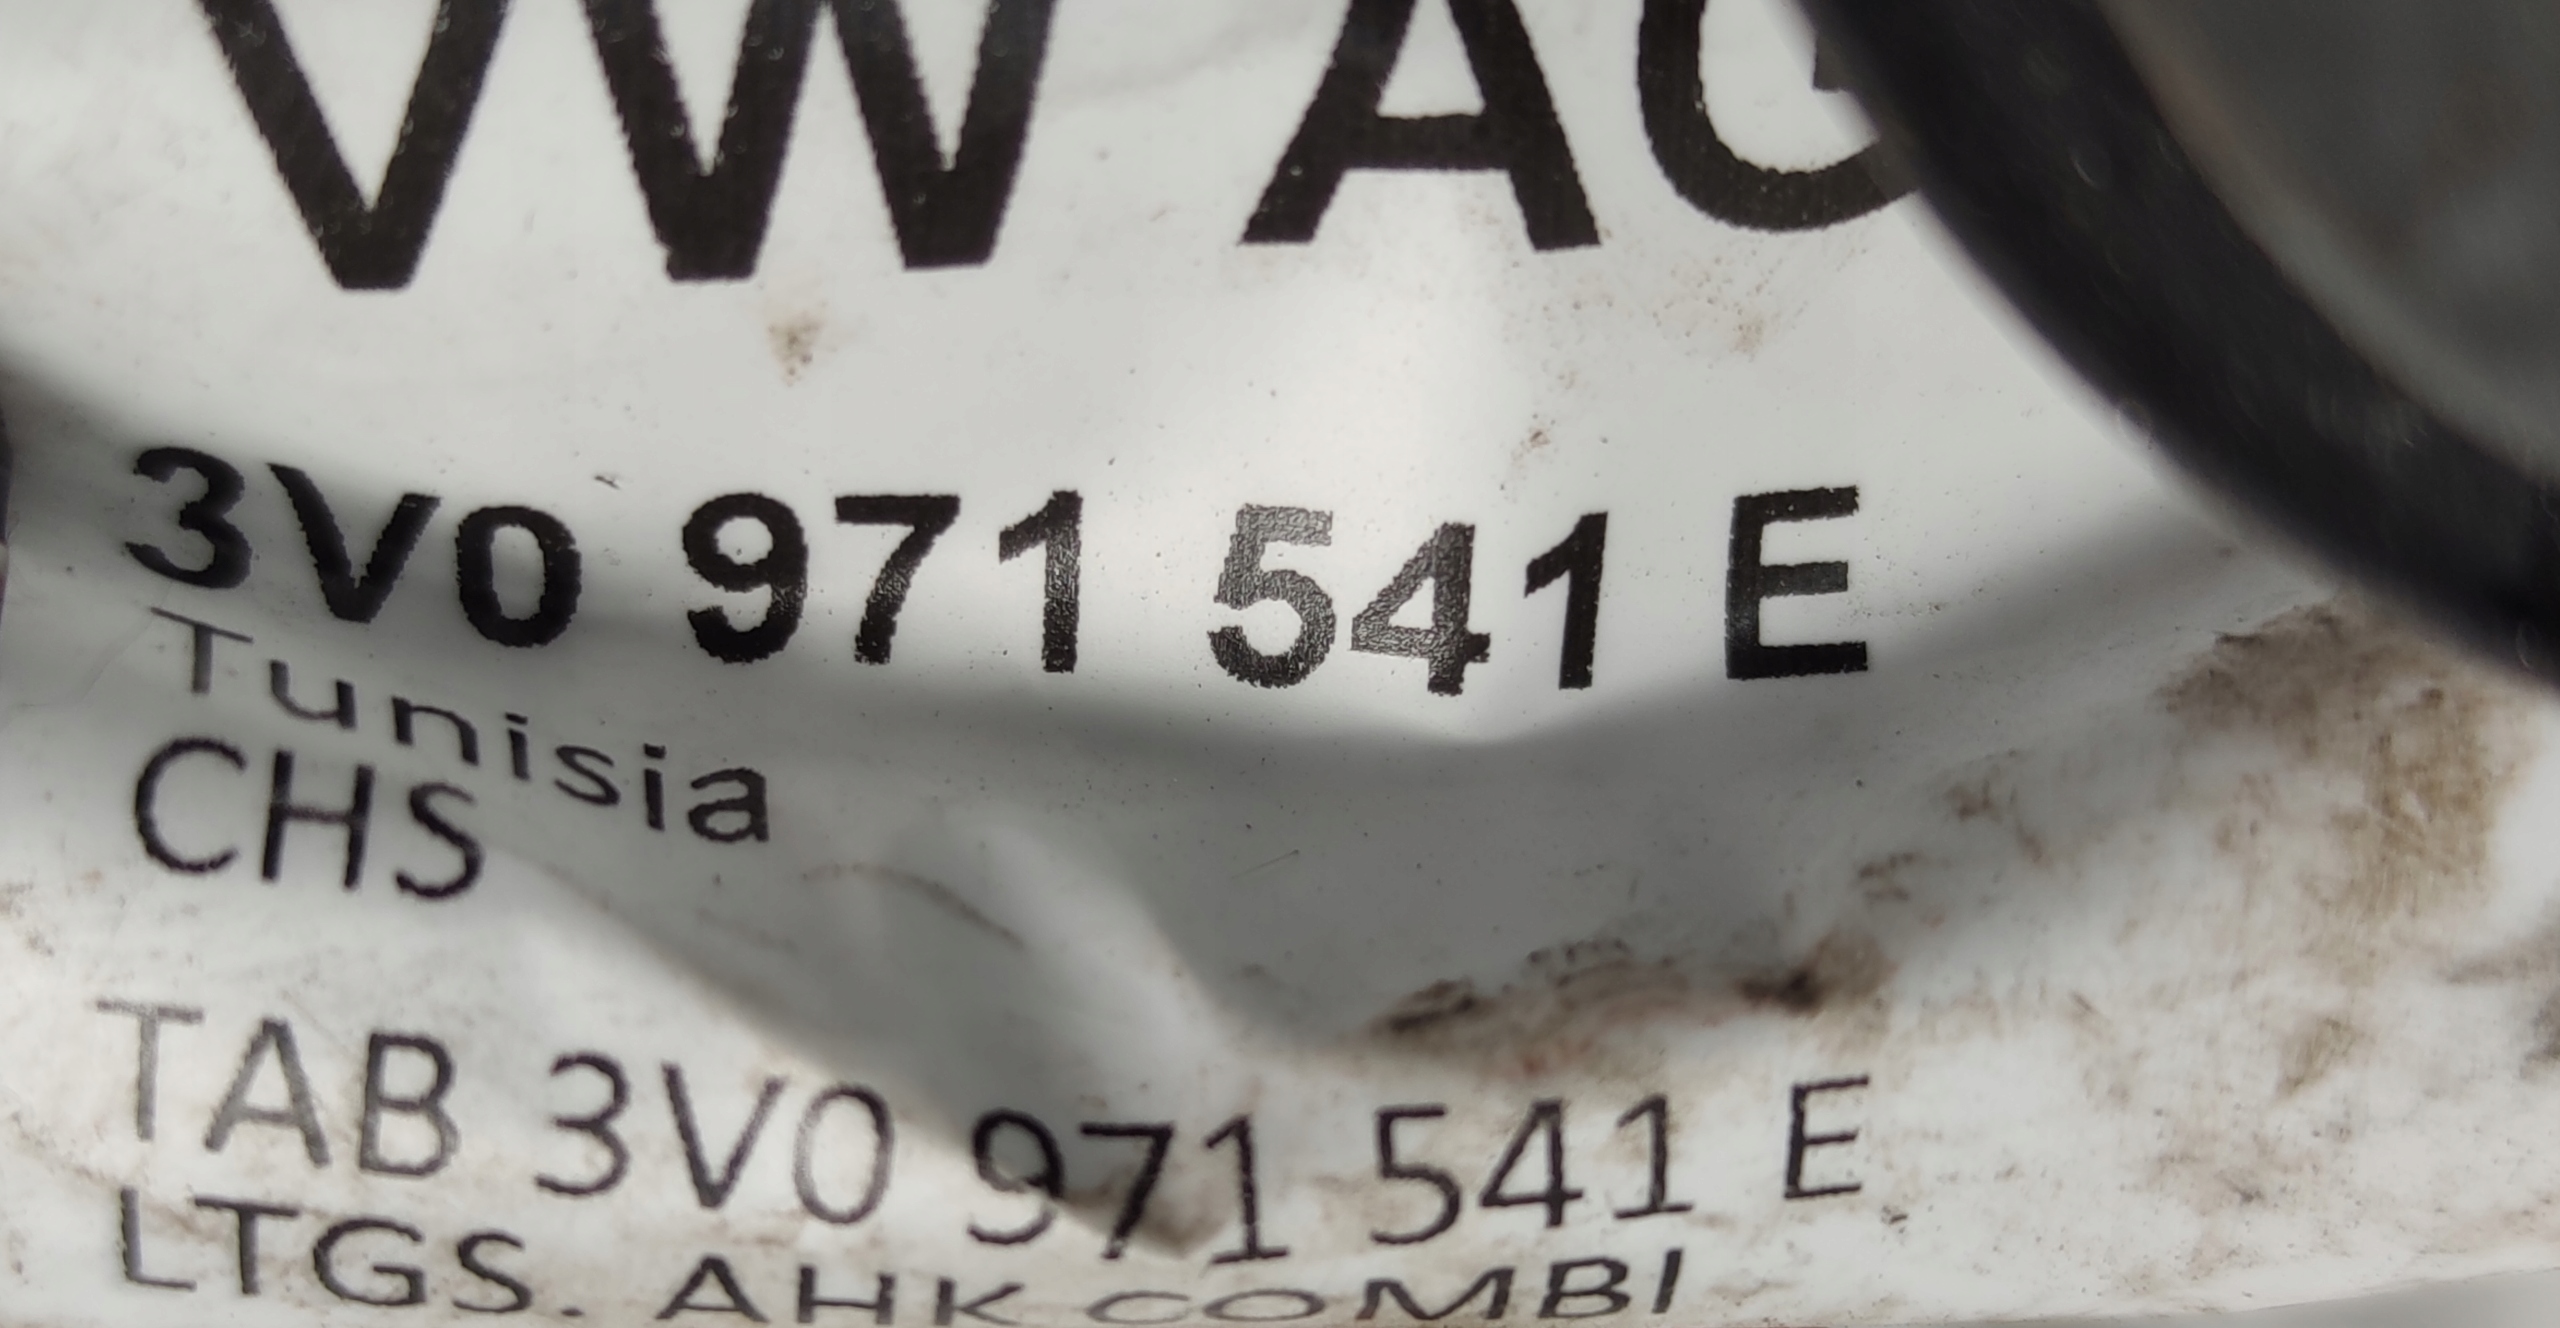 VW AG
3V0 971 541 E
Tunisia
CHS
TAB 3V0 971 541 E
LTGS. AHK COMBI